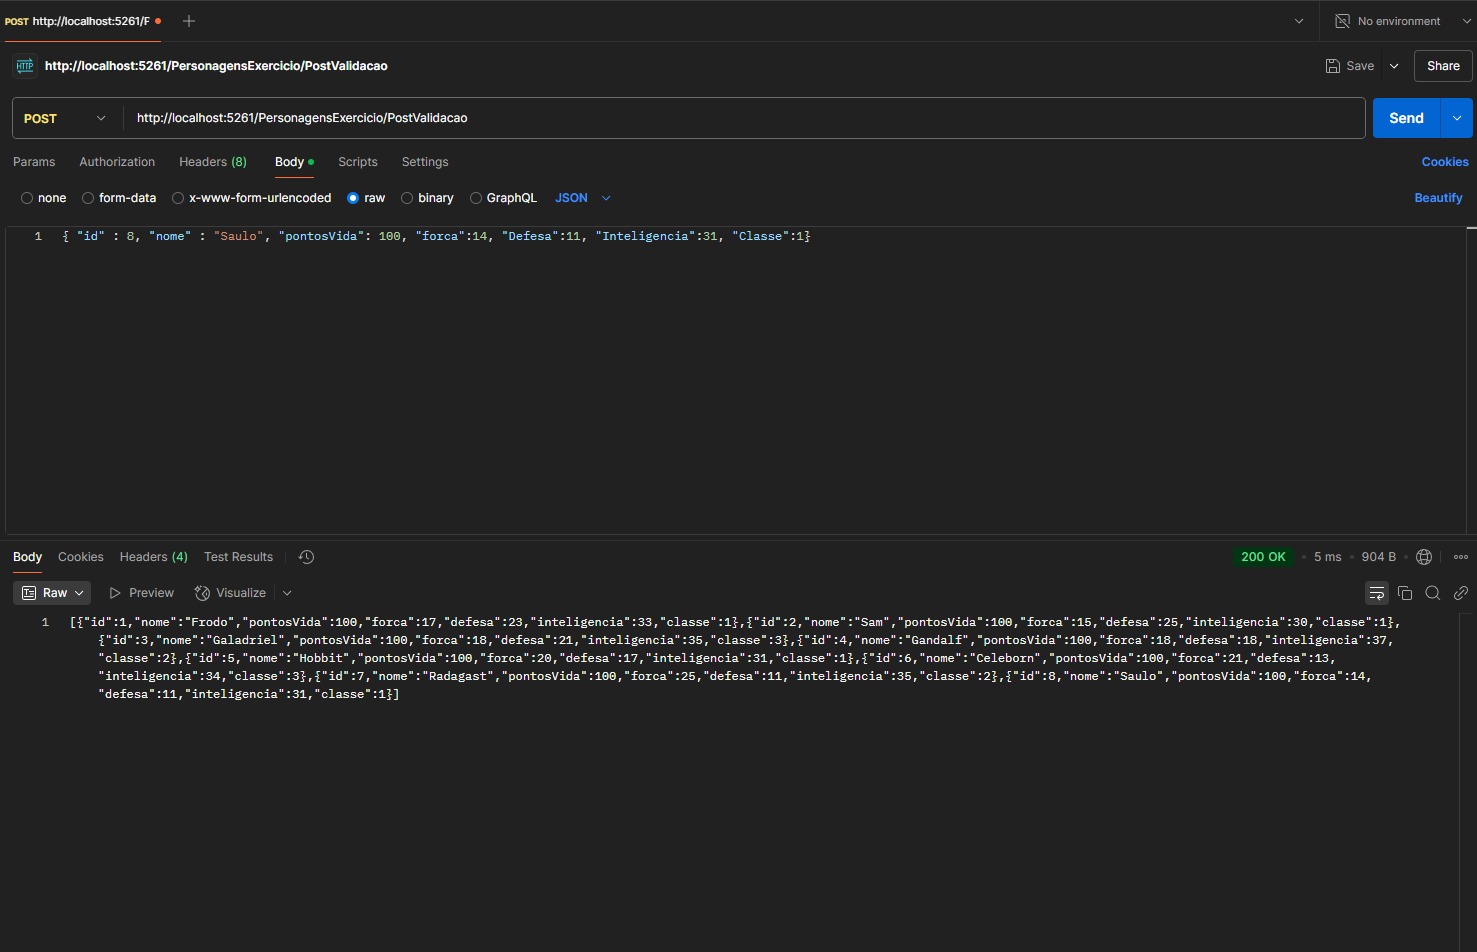 POST http://localhost:5261/F
No environment
HTTP http://localhost:5261/PersonagensExercicio/PostValidacao
Save
Share
POST
http://localhost:5261/PersonagensExercicio/PostValidacao
Send
Params Authorization Headers (8) Body Scripts Settings
Cookies
none form-data x-www-form-urlencoded raw binary GraphQL JSON
Beautify
1 { "id" : 8, "nome" : "Saulo", "pontosVida": 100, "forca":14, "Defesa":11, "Inteligencia":31, "Classe":1}
Body Cookies Headers (4) Test Results
200 OK • 5 ms • 904 B
Raw Preview Visualize
1 [{"id":1,"nome":"Frodo","pontosVida":100,"forca":17,"defesa":23,"inteligencia":33,"classe":1},{"id":2,"nome":"Sam","pontosVida":100,"forca":15,"defesa":25,"inteligencia":30,"classe":1},
{"id":3,"nome":"Galadriel","pontosVida":100,"forca":18,"defesa":21,"inteligencia":35,"classe":3},{"id":4,"nome":"Gandalf","pontosVida":100,"forca":18,"defesa":18,"inteligencia":37,
"classe":2},{"id":5,"nome":"Hobbit","pontosVida":100,"forca":20,"defesa":17,"inteligencia":31,"classe":1},{"id":6,"nome":"Celeborn","pontosVida":100,"forca":21,"defesa":13,
"inteligencia":34,"classe":3},{"id":7,"nome":"Radagast","pontosVida":100,"forca":25,"defesa":11,"inteligencia":35,"classe":2},{"id":8,"nome":"Saulo","pontosVida":100,"forca":14,
"defesa":11,"inteligencia":31,"classe":1}]